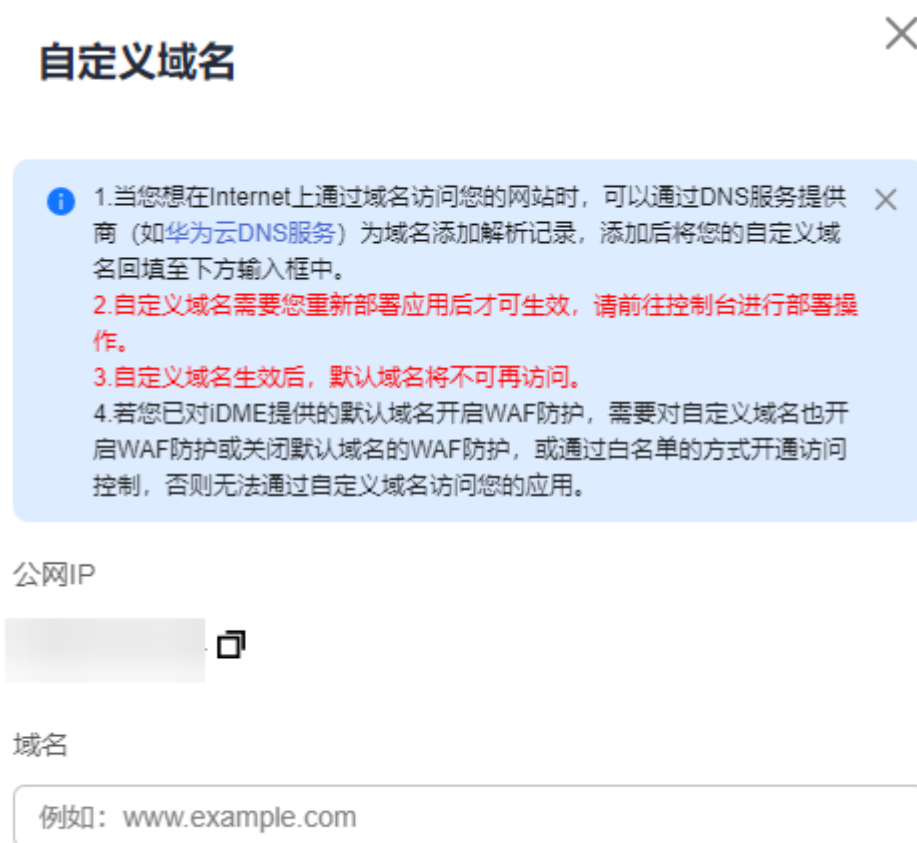 自定义域名
1.当您想在Internet上通过域名访问您的网站时，可以通过DNS服务提供
商（如华为云DNS服务）为域名添加解析记录，添加后将您的自定义域
名回填至下方输入框中。
2.自定义域名需要您重新部署应用后才可生效，请前往控制台进行部署操
作。
3.自定义域名生效后，默认域名将不可再访问。
4.若您已对iDME提供的默认域名开启WAF防护，需要对自定义域名也开
启WAF防护或关闭默认域名的WAF防护，或通过白名单的方式开通访问
控制，否则无法通过自定义域名访问您的应用。
公网IP
域名
例如：www.example.com